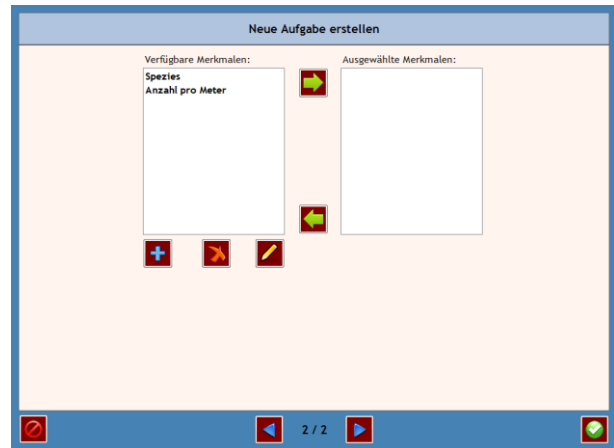 Neue Aufgabe erstellen
Verfügbare Merkmalen:
Ausgewählte Merkmalen:
Spezies
Anzahl pro Meter
2 / 2